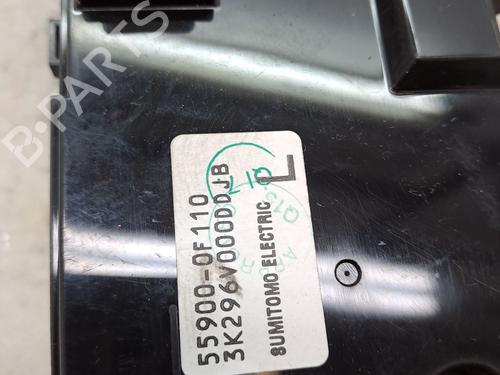 B-PARTS
55900-0F110
3K296V000DDJB
SUMITOMO ELECTRIC
L